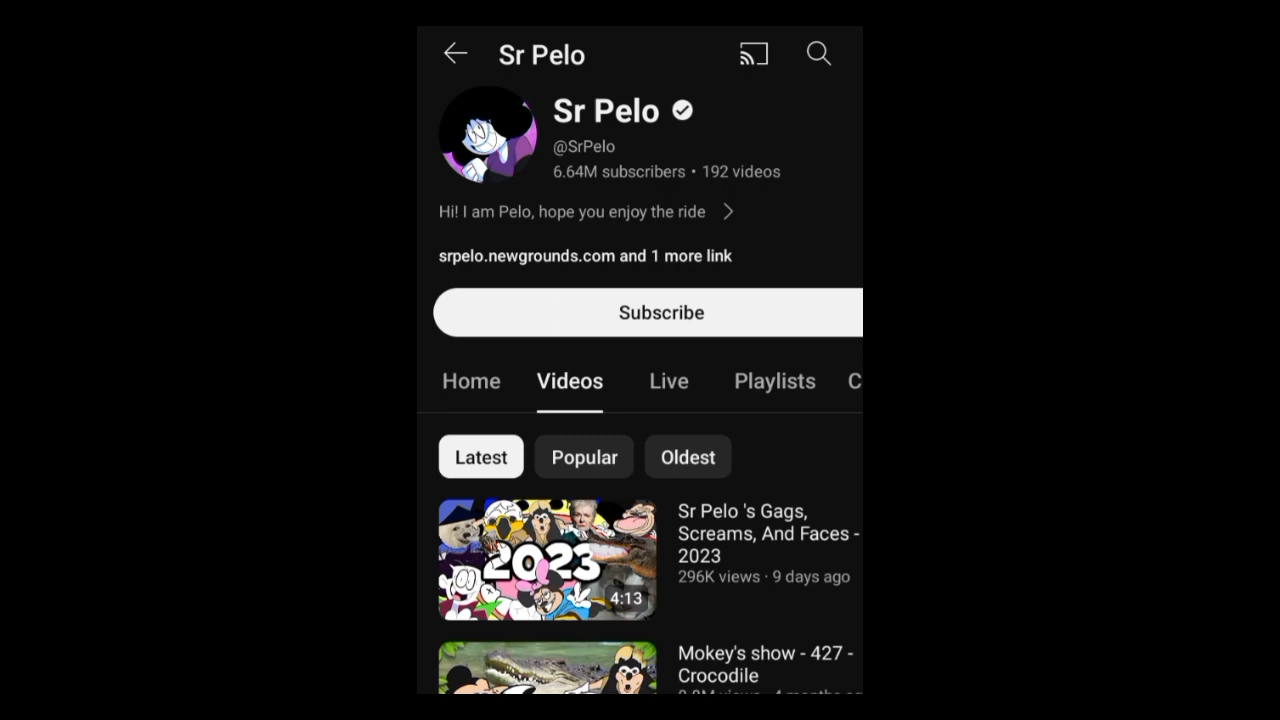 Sr Pelo
Sr Pelo
@SrPelo
6.64M subscribers • 192 videos
Hi! I am Pelo, hope you enjoy the ride
srpelo.newgrounds.com and 1 more link
Subscribe
Home Videos Live Playlists C
Latest Popular Oldest
2023
4:13
Sr Pelo 's Gags,
Screams, And Faces -
2023
296K views · 9 days ago
Mokey's show - 427 -
Crocodile